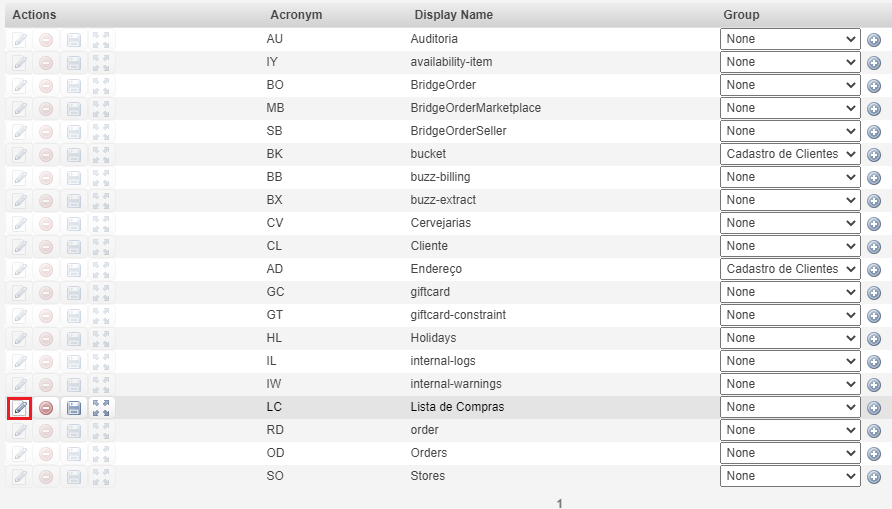 Actions Acronym Display Name Group
AU Auditoria None
IY availability-item None
BO BridgeOrder None
MB BridgeOrderMarketplace None
SB BridgeOrderSeller None
BK bucket Cadastro de Clientes
BB buzz-billing None
BX buzz-extract None
CV Cervejarias None
CL Cliente None
AD Endereço Cadastro de Clientes
GC giftcard None
GT giftcard-constraint None
HL Holidays None
IL internal-logs None
IW internal-warnings None
LC Lista de Compras None
RD order None
OD Orders None
SO Stores None
1